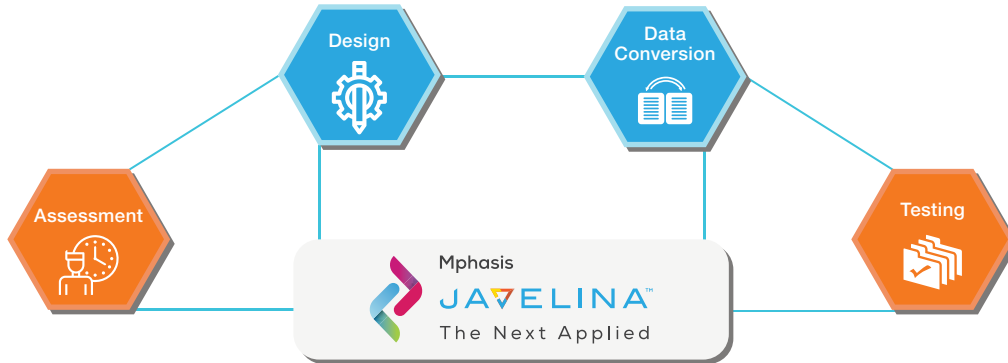 Design
Data
Conversion
Assessment
Testing
Mphasis
JAVELINA™
The Next Applied